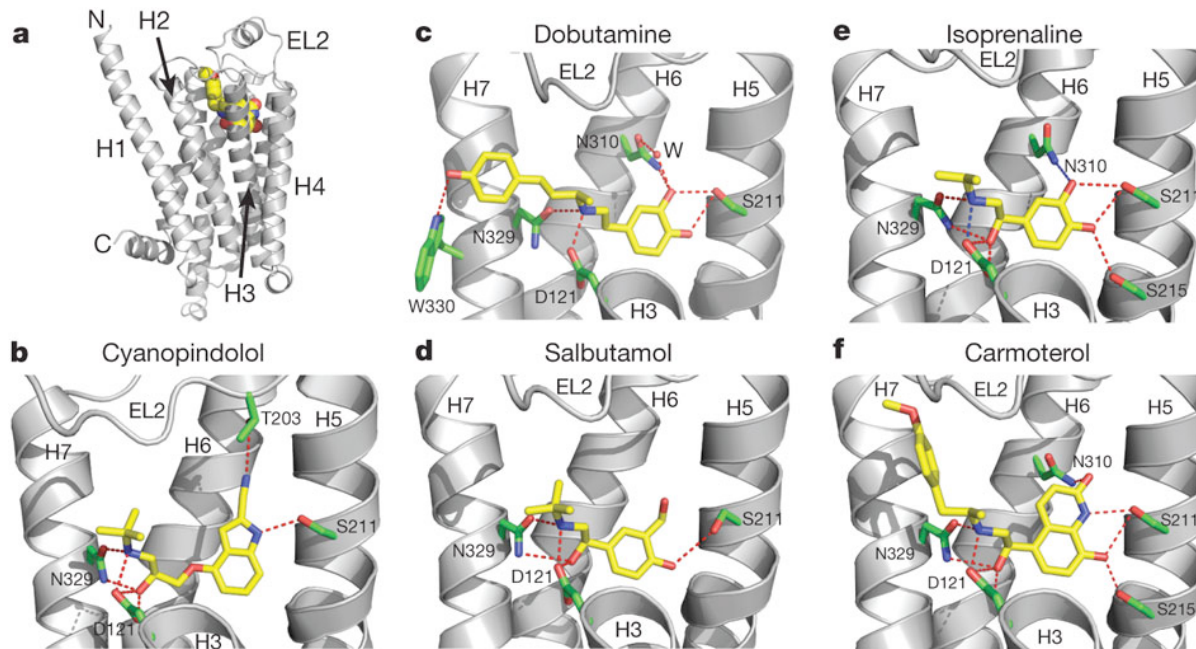 a
N
H2
EL2
H1
H4
C
H3
b
Cyanopindolol
EL2
T203
H5
H7
H6
S211
N329
D121
H3
c
Dobutamine
EL2
H6
H7
H5
N310
W
S211
N329
D121
W330
H3
d
Salbutamol
EL2
H6
H5
H7
S211
N329
D121
H3
e
Isoprenaline
EL2
H6
H5
H7
N310
S211
N329
D121
S215
H3
f
Carmoterol
H7
EL2
H6
H5
N310
S211
N329
D121
S215
H3